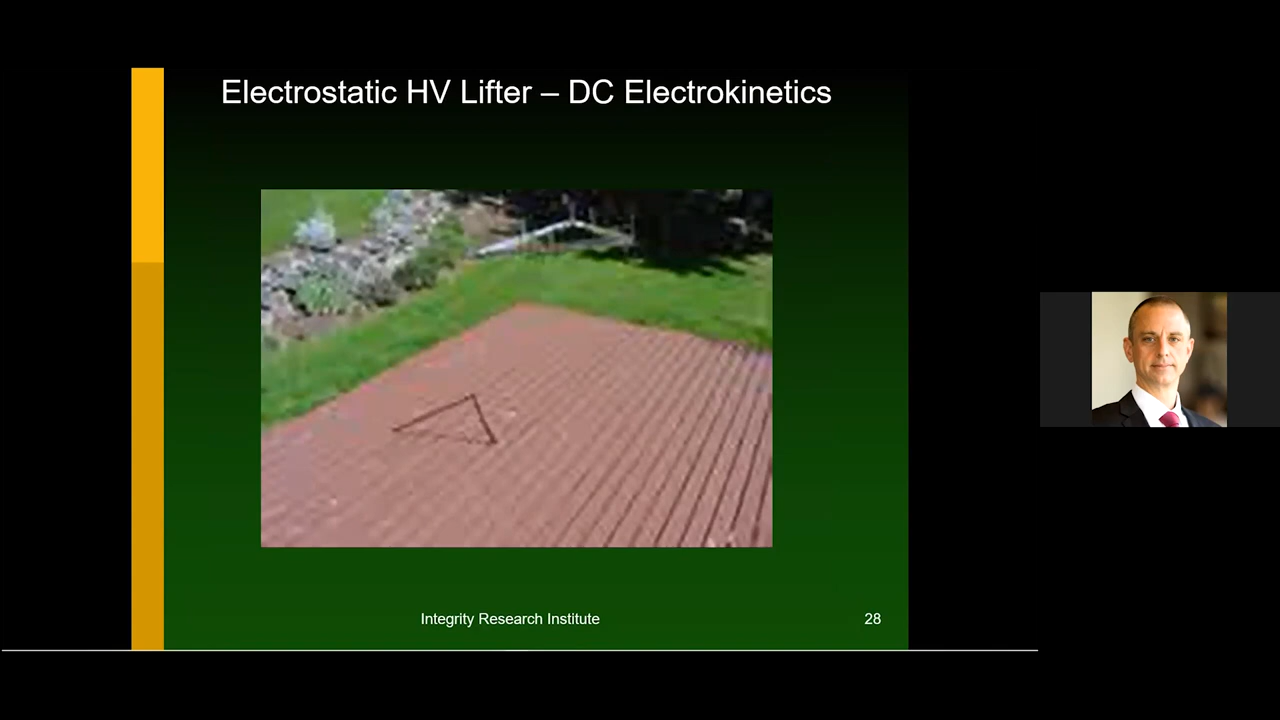 Electrostatic HV Lifter – DC Electrokinetics
Integrity Research Institute
28